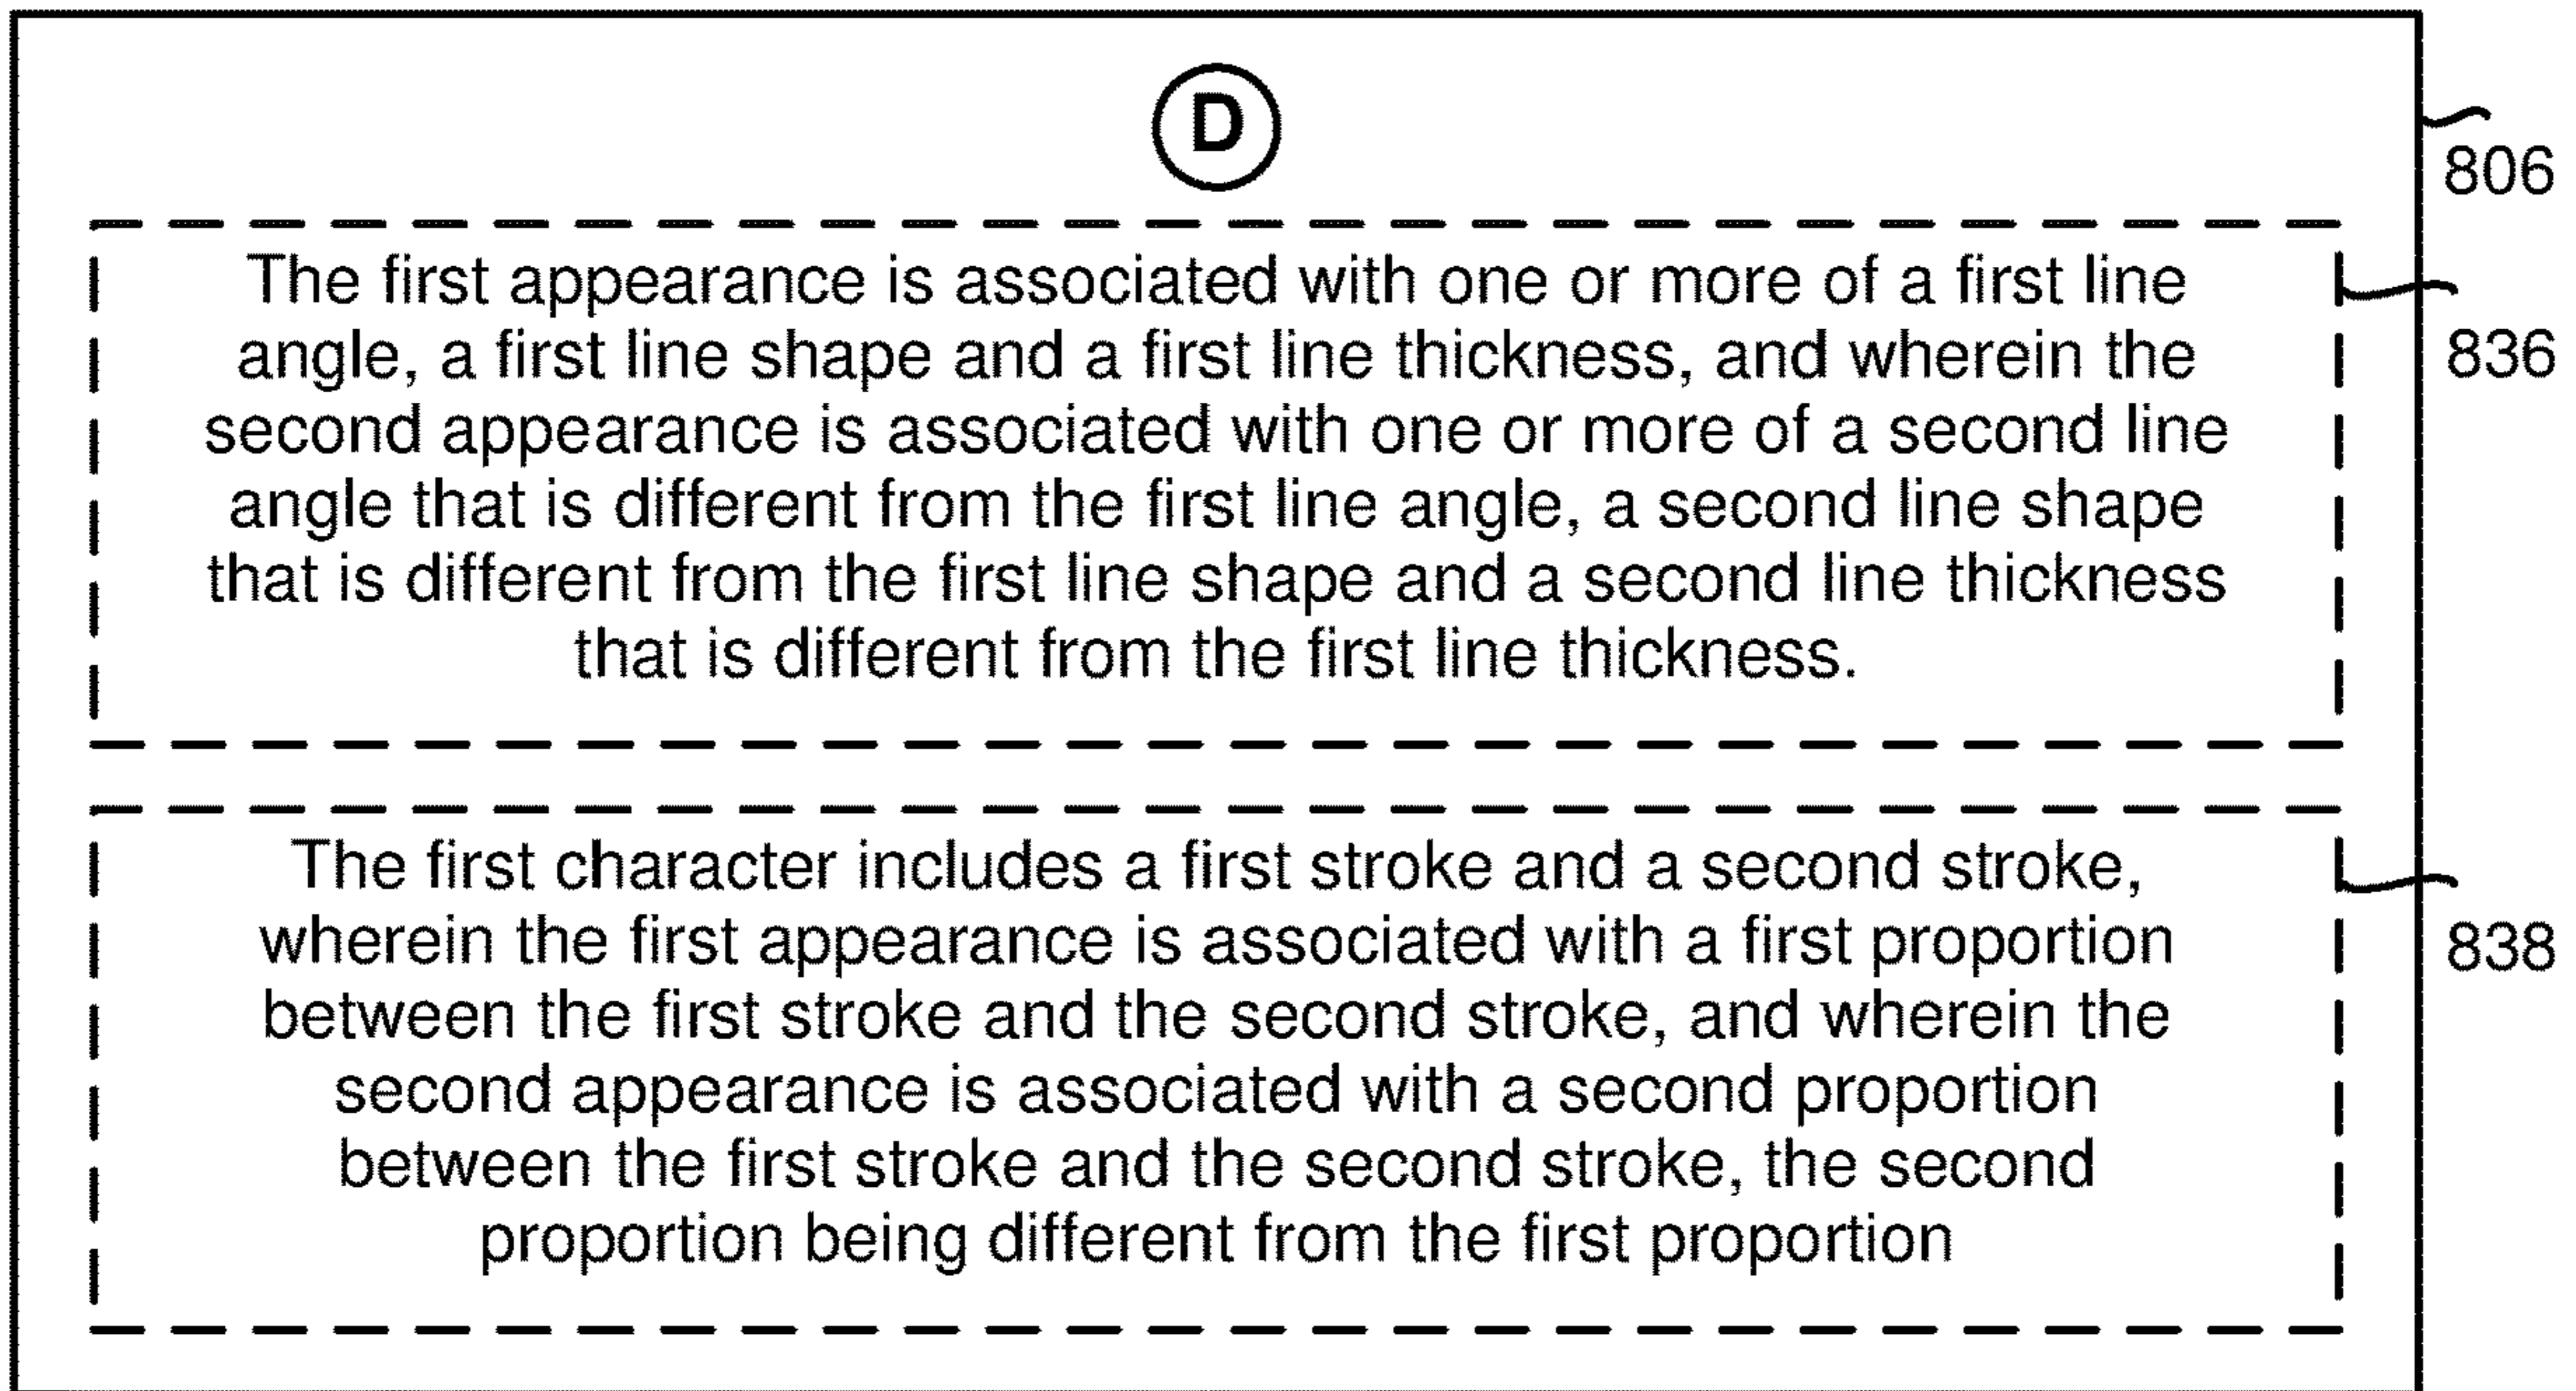 D
806
The first appearance is associated with one or more of a first line
angle, a first line shape and a first line thickness, and wherein the
second appearance is associated with one or more of a second line
angle that is different from the first line angle, a second line shape
that is different from the first line shape and a second line thickness
that is different from the first line thickness.
836
The first character includes a first stroke and a second stroke,
wherein the first appearance is associated with a first proportion
between the first stroke and the second stroke, and wherein the
second appearance is associated with a second proportion
between the first stroke and the second stroke, the second
proportion being different from the first proportion
838